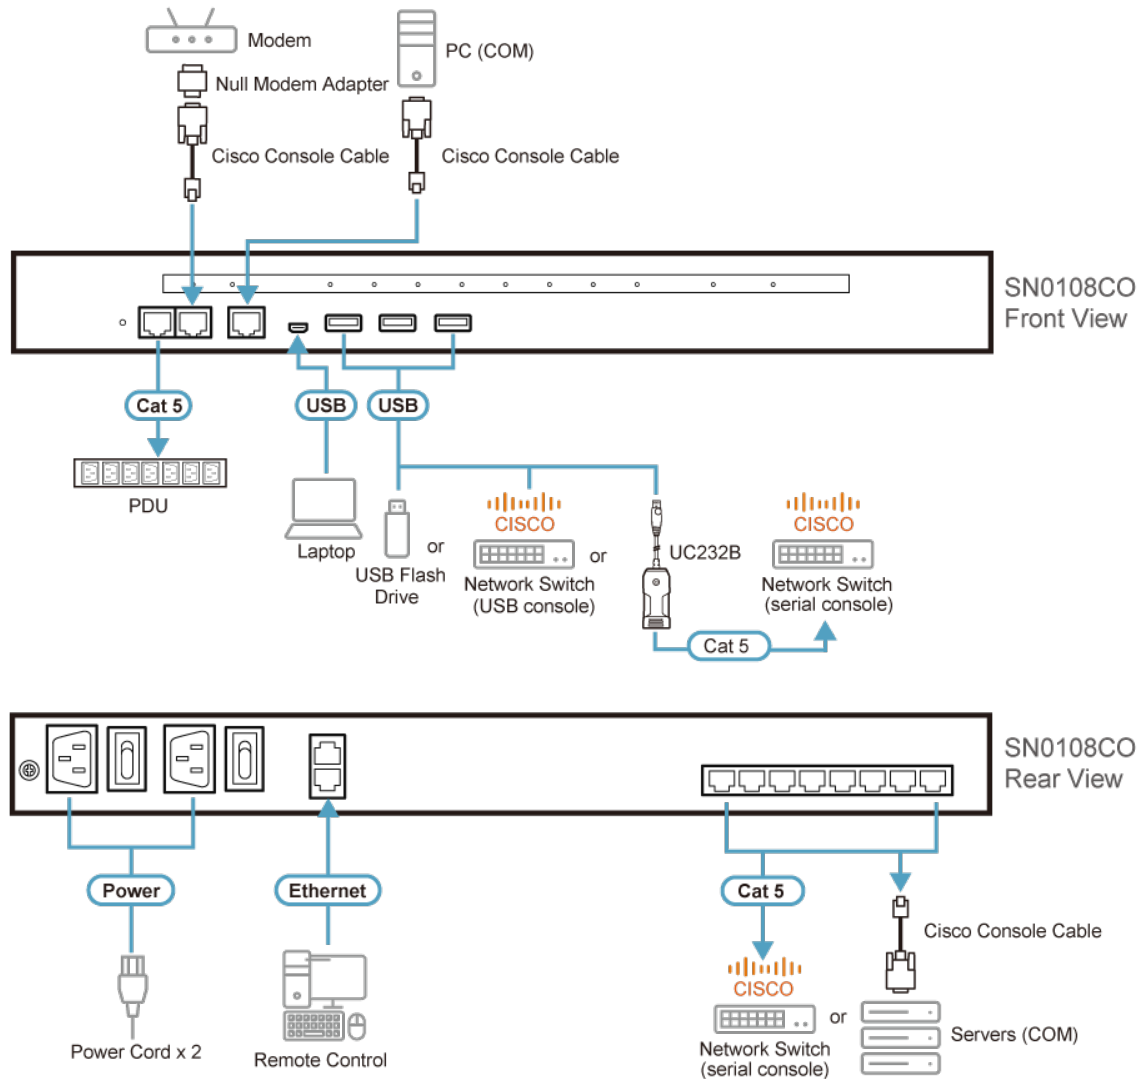 Modem
PC (COM)
Null Modem Adapter
Cisco Console Cable
Cisco Console Cable
SN0108CO
Front View
Cat 5
USB
USB
PDU
Laptop
USB Flash
Drive
or
CISCO
Network Switch
(USB console)
or
UC232B
CISCO
Network Switch
(serial console)
Cat 5
SN0108CO
Rear View
Power
Ethernet
Cat 5
Cisco Console Cable
Power Cord x 2
Remote Control
CISCO
Network Switch
(serial console)
or
Servers (COM)